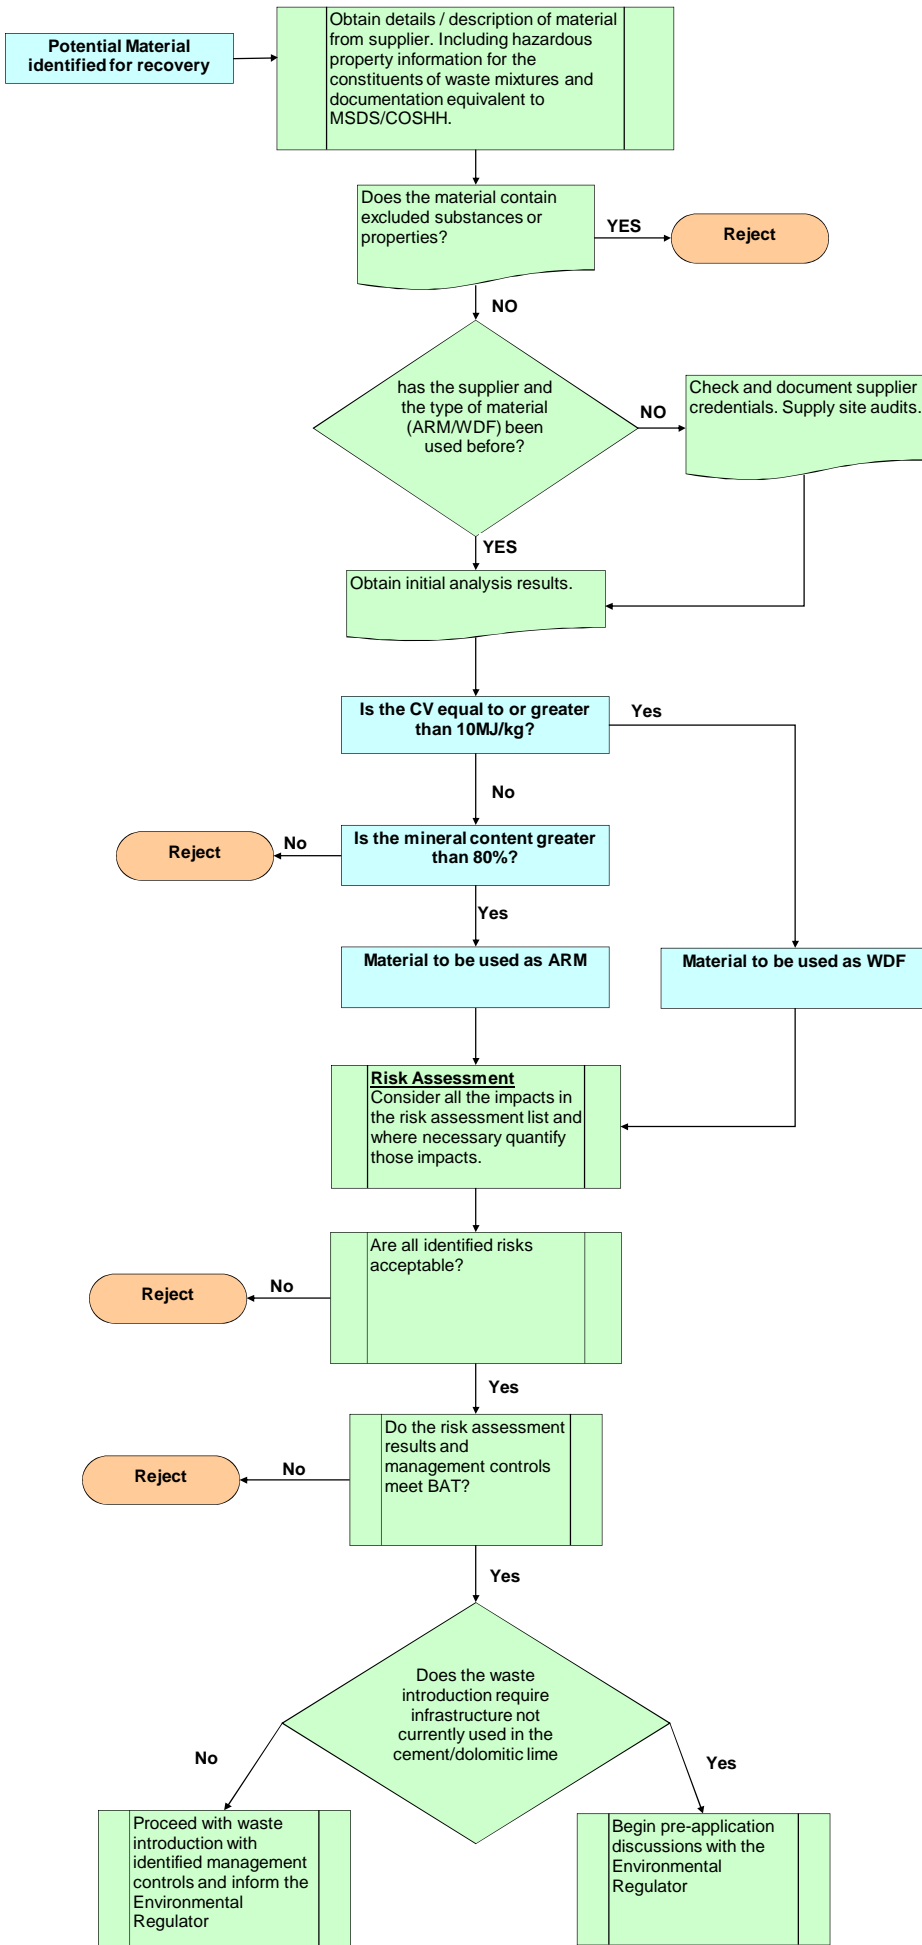 Potential Material
identified for recovery
Obtain details / description of material
from supplier. Including hazardous
property information for the
constituents of waste mixtures and
documentation equivalent to
MSDS/COSHH.
Does the material contain
excluded substances or
properties?
YES
Reject
NO
has the supplier and
the type of material
(ARM/WDF) been
used before?
NO
Check and document supplier
credentials. Supply site audits.
YES
Obtain initial analysis results.
Is the CV equal to or greater
than 10MJ/kg?
Yes
No
Is the mineral content greater
than 80%?
No
Reject
Yes
Material to be used as ARM
Material to be used as WDF
Risk Assessment
Consider all the impacts in
the risk assessment list and
where necessary quantify
those impacts.
Are all identified risks
acceptable?
No
Reject
Yes
Do the risk assessment
results and
management controls
meet BAT?
No
Reject
Yes
Does the waste
introduction require
infrastructure not
currently used in the
cement/dolomitic lime
No
Yes
Proceed with waste
introduction with
identified management
controls and inform the
Environmental
Regulator
Begin pre-application
discussions with the
Environmental
Regulator